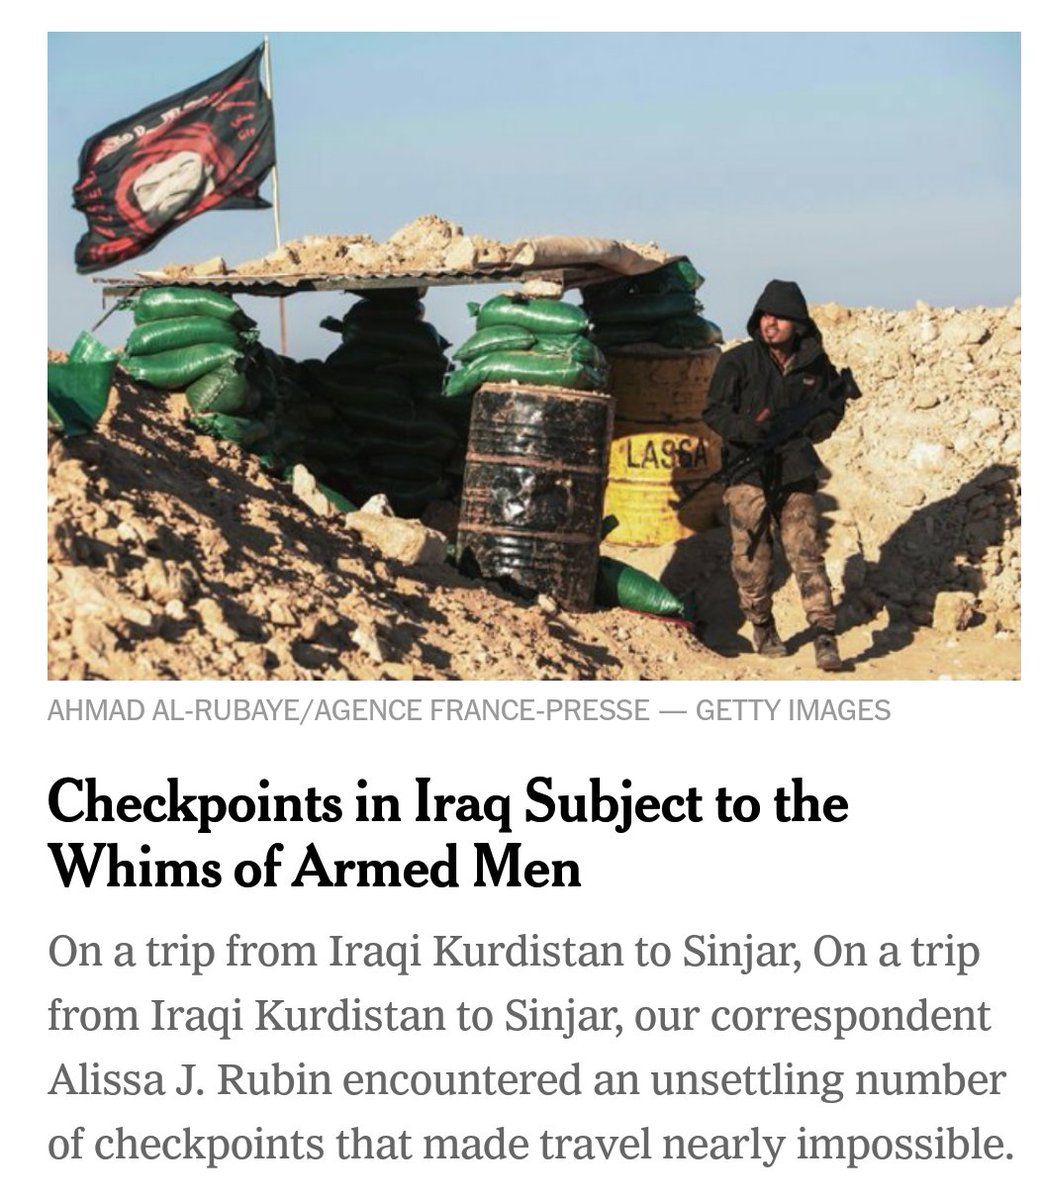 LASSA
AHMAD AL-RUBAYE/AGENCE FRANCE-PRESSE — GETTY IMAGES
Checkpoints in Iraq Subject to the
Whims of Armed Men
On a trip from Iraqi Kurdistan to Sinjar, On a trip
from Iraqi Kurdistan to Sinjar, our correspondent
Alissa J. Rubin encountered an unsettling number
of checkpoints that made travel nearly impossible.